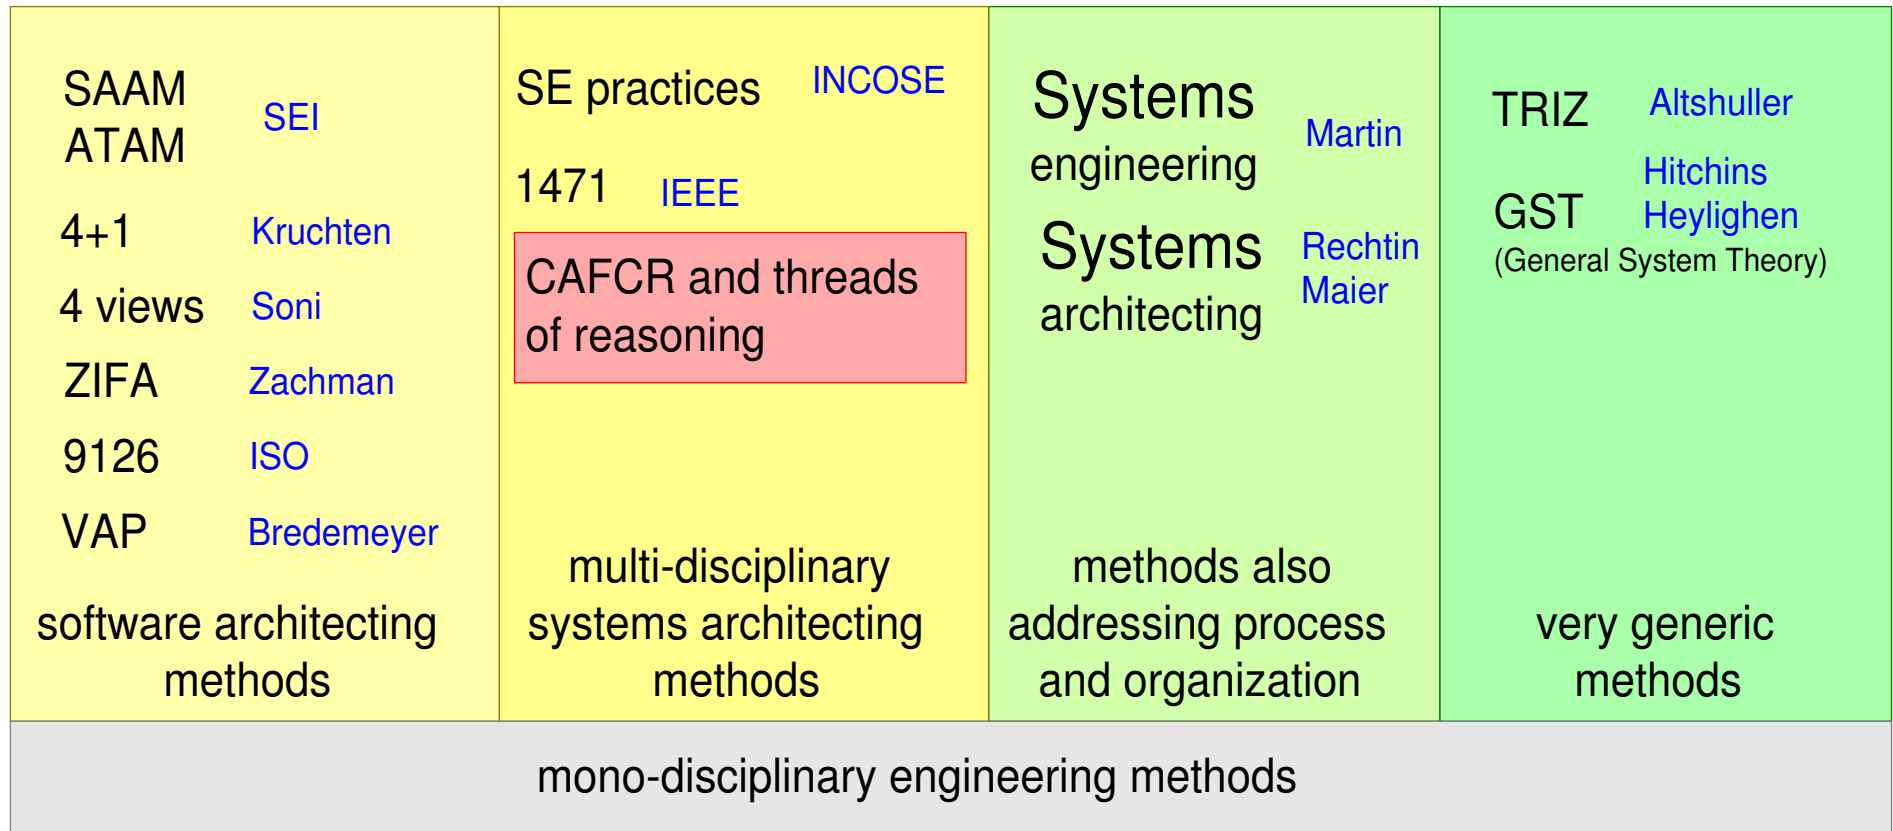 SAAM
ATAM
SEI
4+1 Kruchten
4 views Soni
ZIFA Zachman
9126 ISO
VAP Bredemeyer
software architecting
methods
SE practices INCOSE
1471 IEEE
CAFCR and threads
of reasoning
multi-disciplinary
systems architecting
methods
Systems
engineering
Martin
Systems
architecting
Rechtin
Maier
methods also
addressing process
and organization
TRIZ Altshuller
GST
Hitchins
Heylighen
(General System Theory)
very generic
methods
mono-disciplinary engineering methods